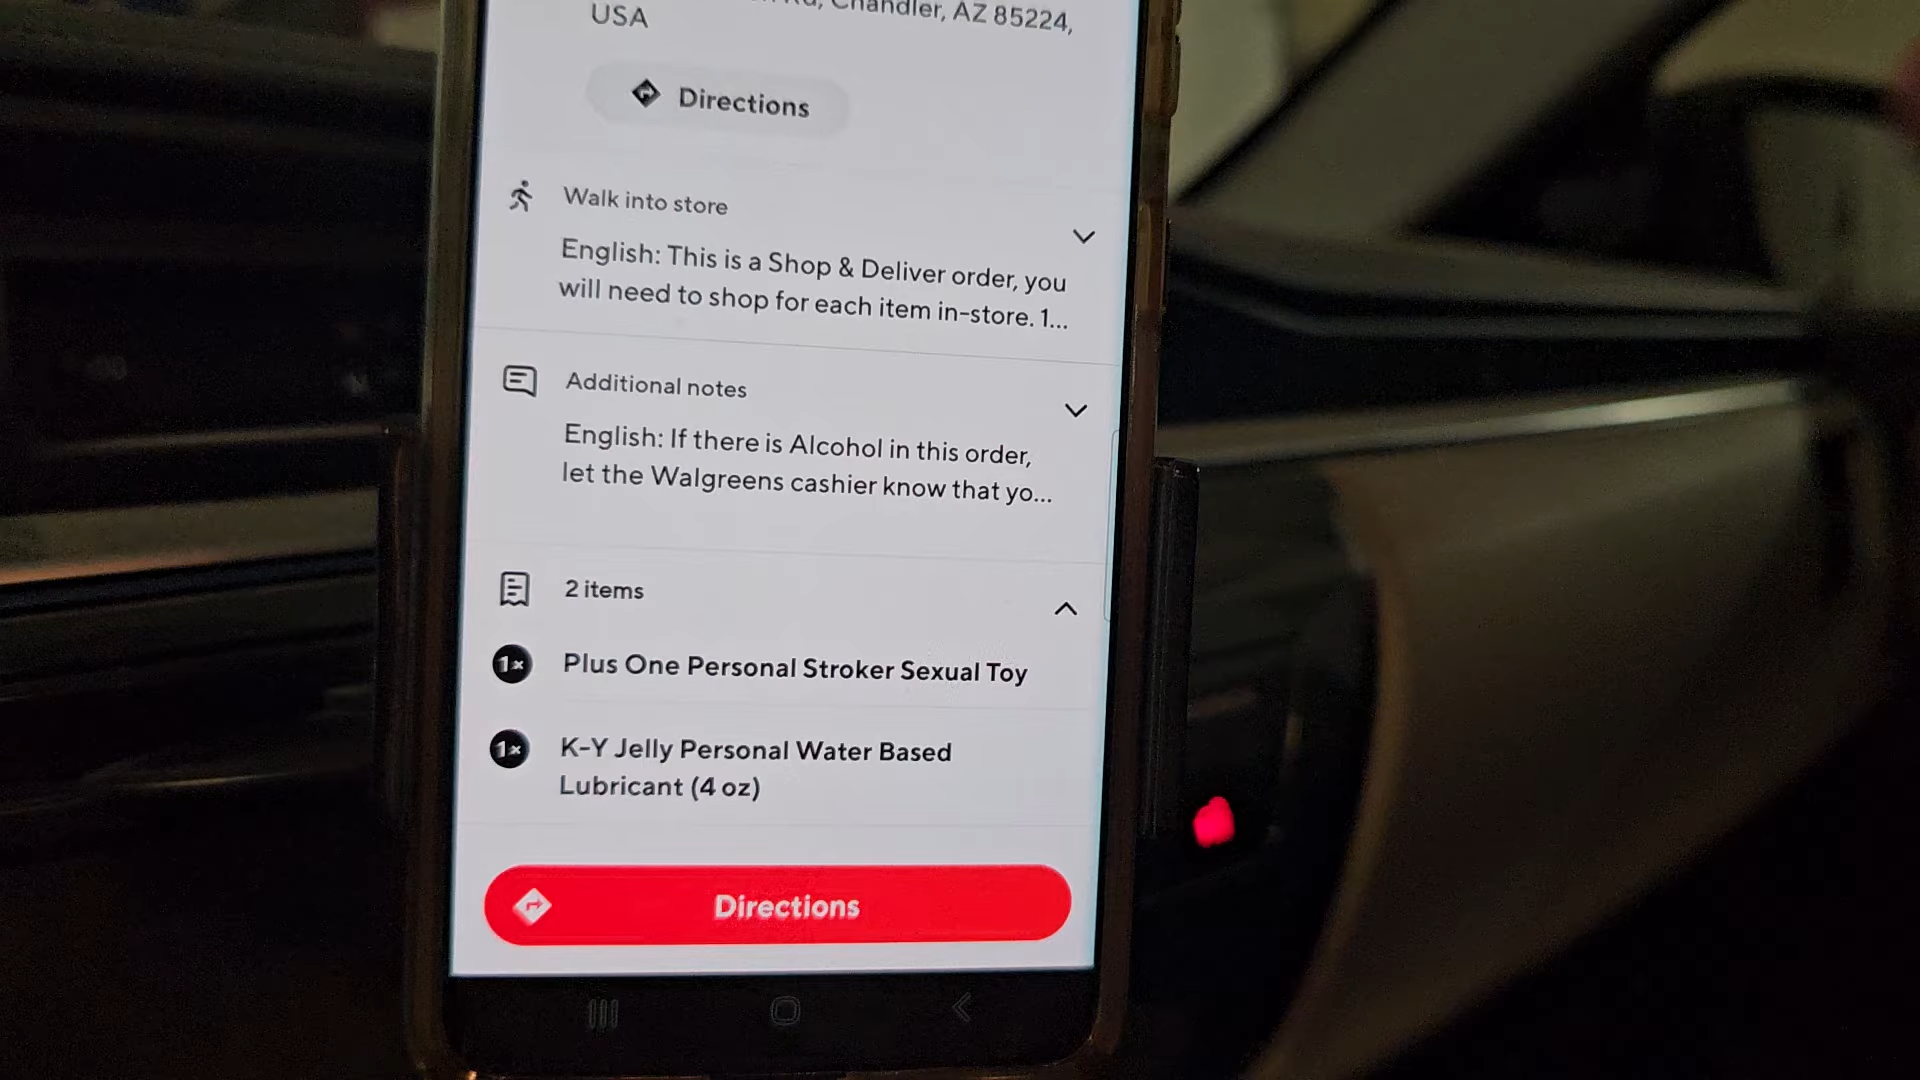 Chandler, AZ 85224,
USA
Directions
Walk into store
English: This is a Shop & Deliver order, you
will need to shop for each item in-store. 1...
Additional notes
English: If there is Alcohol in this order,
let the Walgreens cashier know that yo...
2 items
1x Plus One Personal Stroker Sexual Toy
1x K-Y Jelly Personal Water Based
Lubricant (4 oz)
Directions